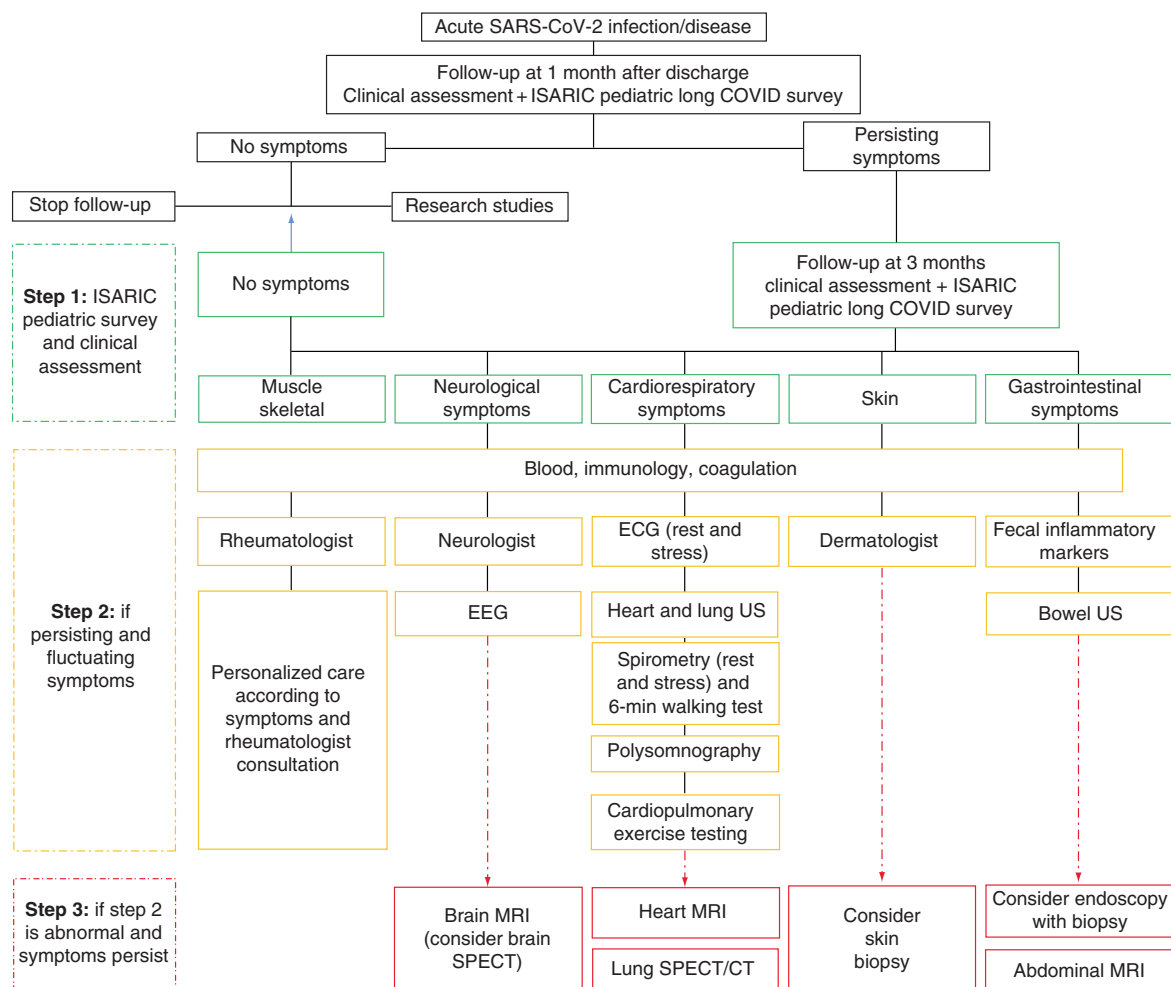 Acute SARS-CoV-2 infection/disease
Follow-up at 1 month after discharge
Clinical assessment + ISARIC pediatric long COVID survey
No symptoms
Persisting
symptoms
Stop follow-up
Research studies
Step 1: ISARIC
pediatric survey
and clinical
assessment
No symptoms
Follow-up at 3 months
clinical assessment + ISARIC
pediatric long COVID survey
Muscle
skeletal
Neurological
symptoms
Cardiorespiratory
symptoms
Skin
Gastrointestinal
symptoms
Step 2: if
persisting and
fluctuating
symptoms
Blood, immunology, coagulation
Rheumatologist
Neurologist
ECG (rest and
stress)
Dermatologist
Fecal inflammatory
markers
Personalized care
according to
symptoms and
rheumatologist
consultation
EEG
Heart and lung US
Bowel US
Spirometry (rest
and stress) and
6-min walking test
Polysomnography
Cardiopulmonary
exercise testing
Step 3: if step 2
is abnormal and
symptoms persist
Brain MRI
(consider brain
SPECT)
Heart MRI
Lung SPECT/CT
Consider
skin
biopsy
Consider endoscopy
with biopsy
Abdominal MRI